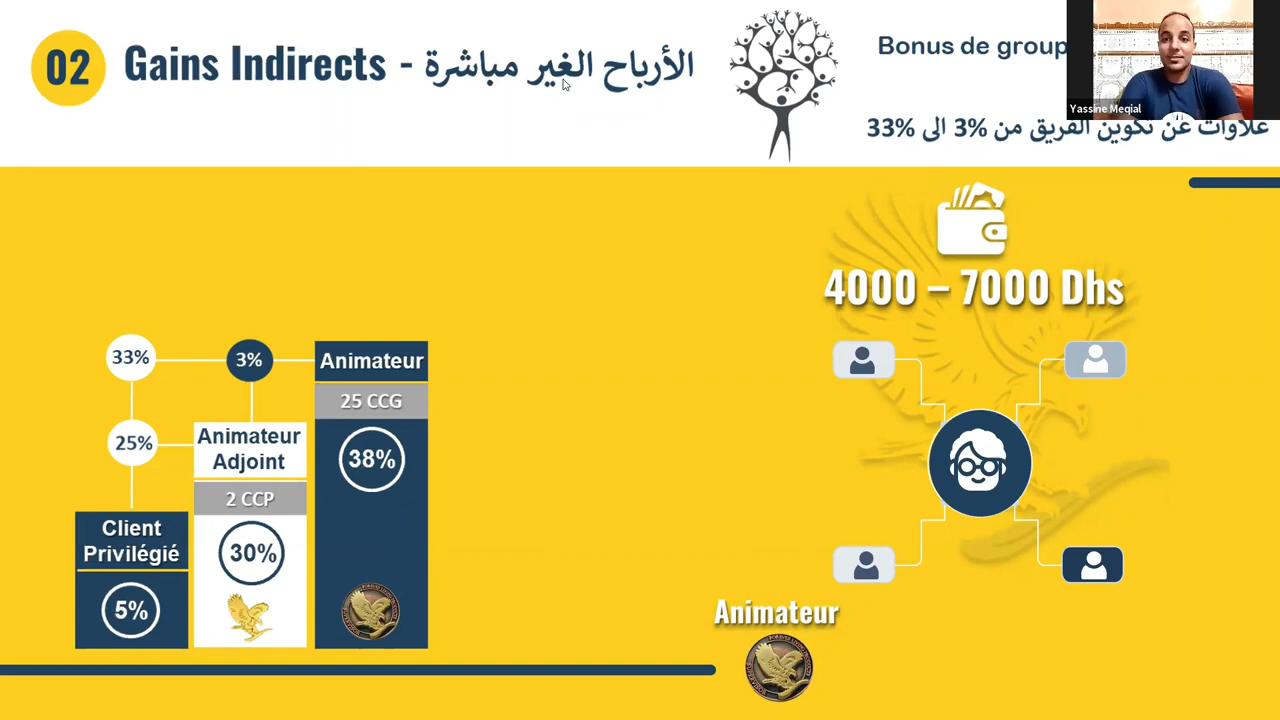 02
Gains Indirects - الأرباح الغير مباشرة
Bonus de group
علاوات عن تكوين الفريق من 3% الى 33%
Yassine Meqial
4000 – 7000 Dhs
33%
3%
Animateur
25 CCG
38%
25%
Animateur
Adjoint
2 CCP
30%
Client
Privilégié
5%
Animateur